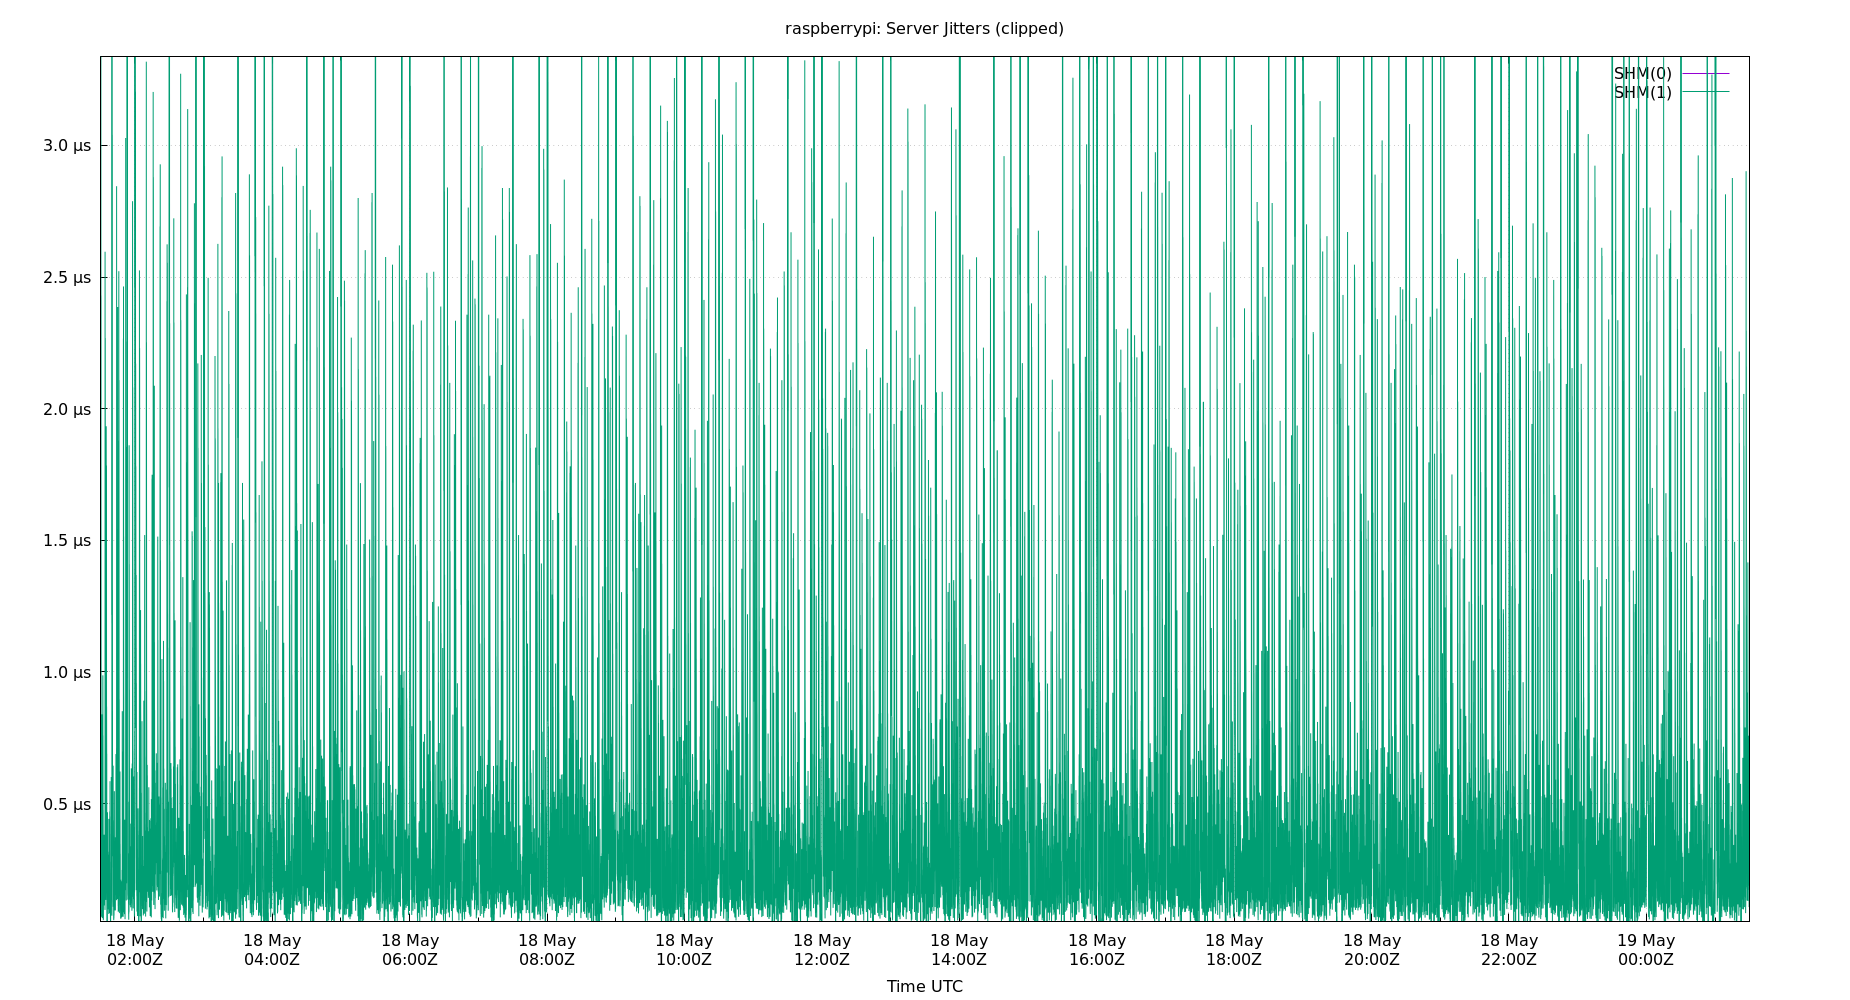 raspberrypi: Server Jitters (clipped)
SHM(0)
SHM(1)
3.0 µs
2.5 µs
2.0 µs
1.5 µs
1.0 µs
0.5 µs
18 May 18 May 18 May 18 May 18 May 18 May 18 May 18 May 18 May 18 May 18 May 19 May
02:00Z 04:00Z 06:00Z 08:00Z 10:00Z 12:00Z 14:00Z 16:00Z 18:00Z 20:00Z 22:00Z 00:00Z
Time UTC